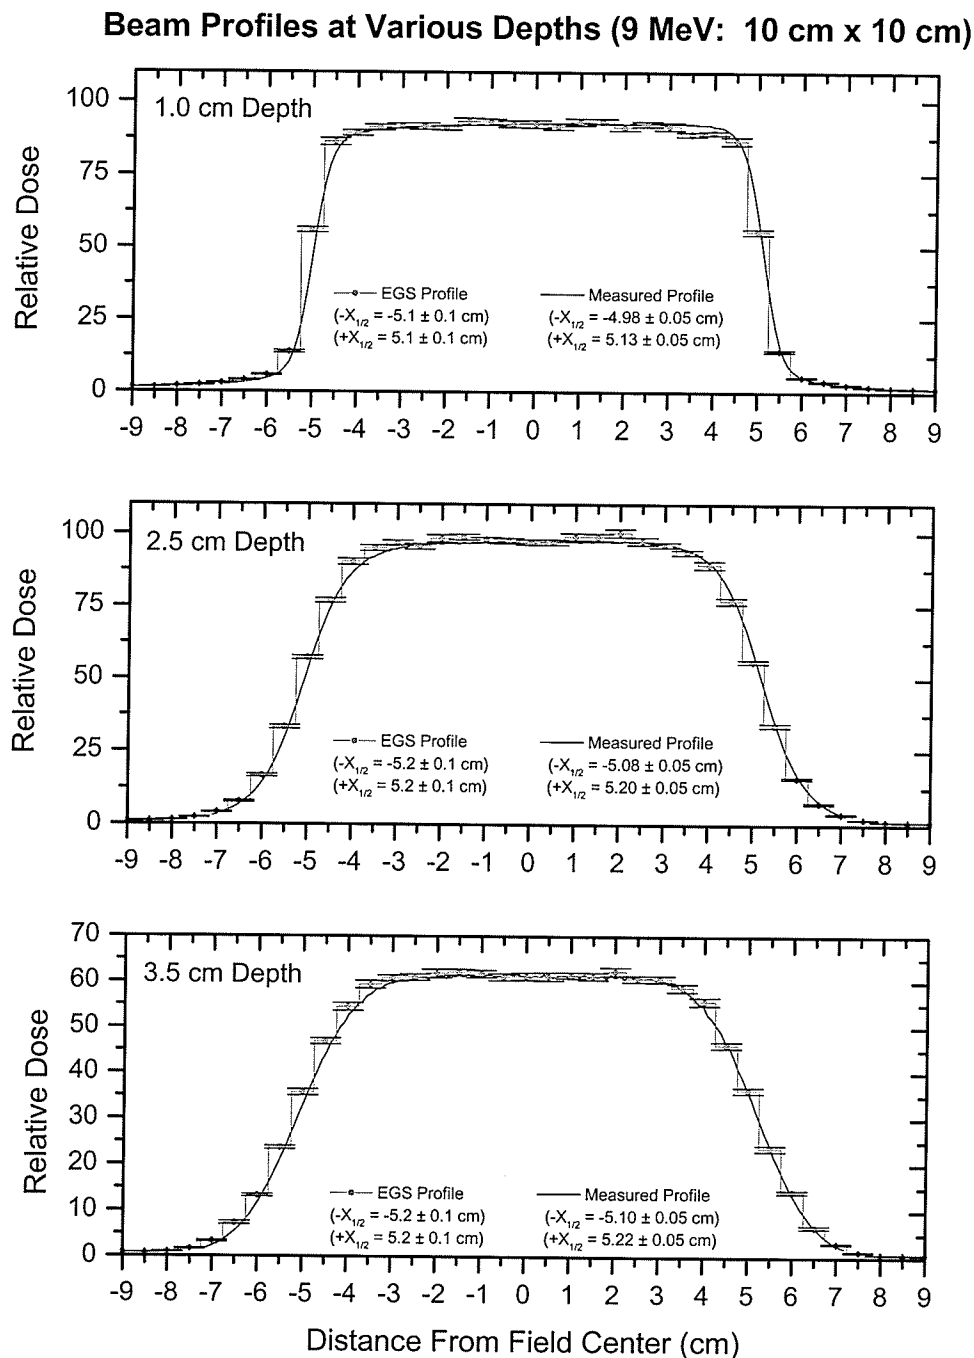 Beam Profiles at Various Depths (9 MeV: 10 cm x 10 cm)
1.0 cm Depth
Relative Dose
100
75
50
25
0
EGS Profile
(-X1/2 = -5.1 ± 0.1 cm)
(+X1/2 = 5.1 ± 0.1 cm)
Measured Profile
(-X1/2 = -4.98 ± 0.05 cm)
(+X1/2 = 5.13 ± 0.05 cm)
-9 -8 -7 -6 -5 -4 -3 -2 -1 0 1 2 3 4 5 6 7 8 9
2.5 cm Depth
Relative Dose
100
75
50
25
0
EGS Profile
(-X1/2 = -5.2 ± 0.1 cm)
(+X1/2 = 5.2 ± 0.1 cm)
Measured Profile
(-X1/2 = -5.08 ± 0.05 cm)
(+X1/2 = 5.20 ± 0.05 cm)
-9 -8 -7 -6 -5 -4 -3 -2 -1 0 1 2 3 4 5 6 7 8 9
3.5 cm Depth
Relative Dose
70
60
50
40
30
20
10
0
EGS Profile
(-X1/2 = -5.2 ± 0.1 cm)
(+X1/2 = 5.2 ± 0.1 cm)
Measured Profile
(-X1/2 = -5.10 ± 0.05 cm)
(+X1/2 = 5.22 ± 0.05 cm)
-9 -8 -7 -6 -5 -4 -3 -2 -1 0 1 2 3 4 5 6 7 8 9
Distance From Field Center (cm)